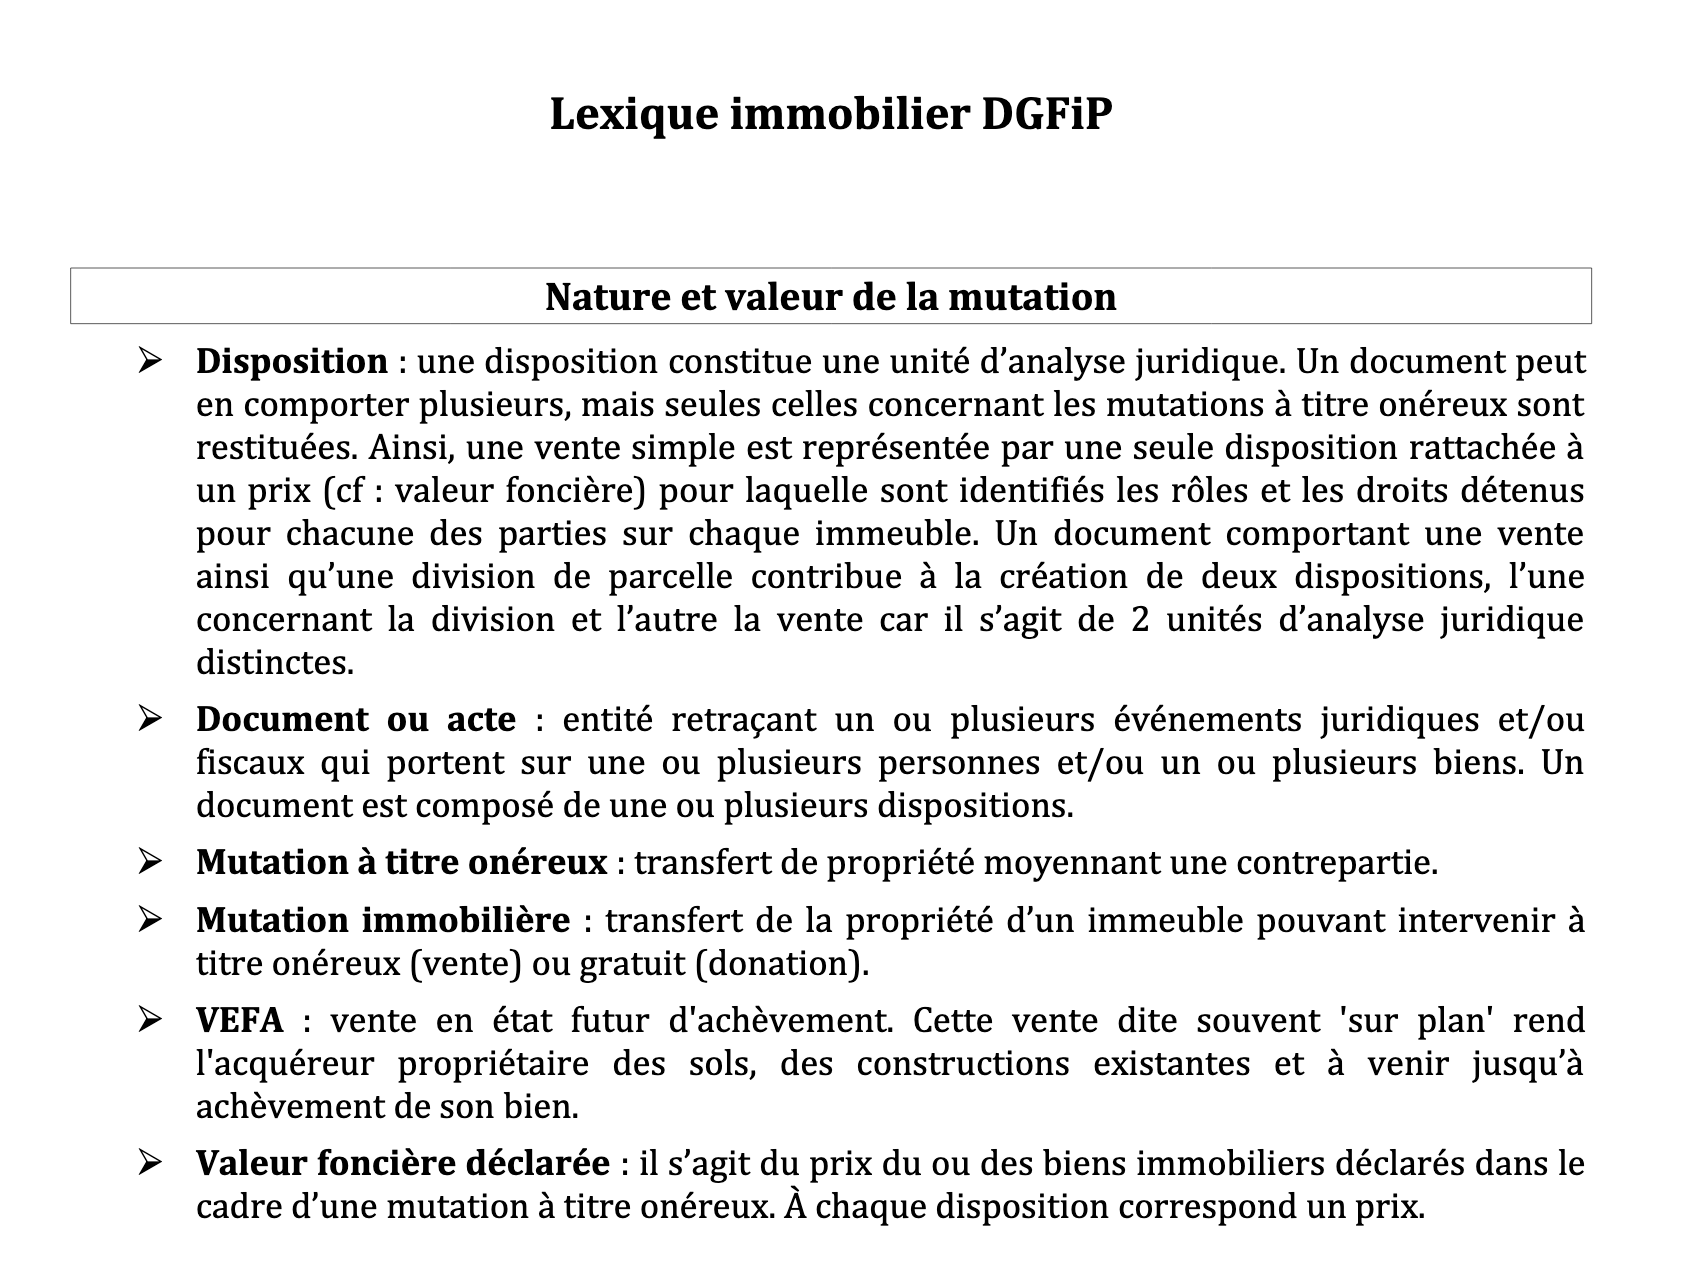 Lexique immobilier DGFiP
Nature et valeur de la mutation
➢ Disposition : une disposition constitue une unité d’analyse juridique. Un document peut
en comporter plusieurs, mais seules celles concernant les mutations à titre onéreux sont
restituées. Ainsi, une vente simple est représentée par une seule disposition rattachée à
un prix (cf : valeur foncière) pour laquelle sont identifiés les rôles et les droits détenus
pour chacune des parties sur chaque immeuble. Un document comportant une vente
ainsi qu’une division de parcelle contribue à la création de deux dispositions, l’une
concernant la division et l’autre la vente car il s’agit de 2 unités d’analyse juridique
distinctes.
➢ Document ou acte : entité retraçant un ou plusieurs événements juridiques et/ou
fiscaux qui portent sur une ou plusieurs personnes et/ou un ou plusieurs biens. Un
document est composé de une ou plusieurs dispositions.
➢ Mutation à titre onéreux : transfert de propriété moyennant une contrepartie.
➢ Mutation immobilière : transfert de la propriété d’un immeuble pouvant intervenir à
titre onéreux (vente) ou gratuit (donation).
➢ VEFA : vente en état futur d'achèvement. Cette vente dite souvent 'sur plan' rend
l'acquéreur propriétaire des sols, des constructions existantes et à venir jusqu’à
achèvement de son bien.
➢ Valeur foncière déclarée : il s’agit du prix du ou des biens immobiliers déclarés dans le
cadre d’une mutation à titre onéreux. À chaque disposition correspond un prix.